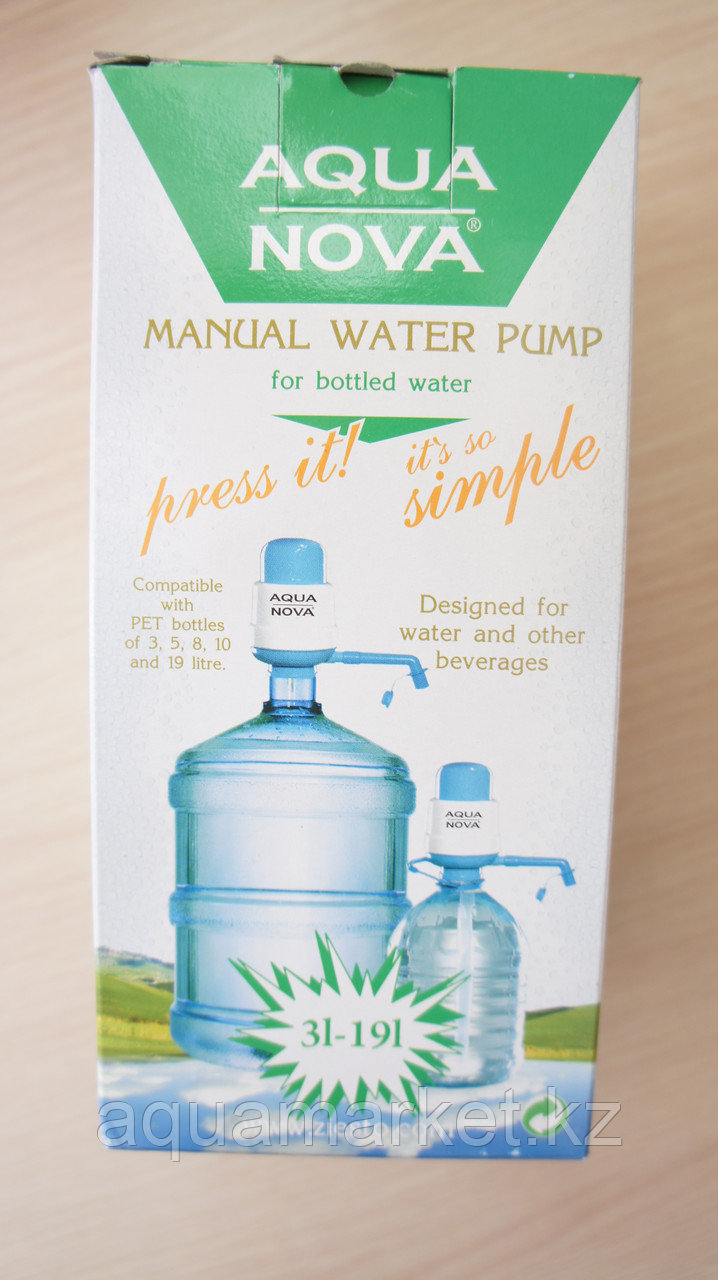 AQUA
NOVA®
MANUAL WATER PUMP
for bottled water
press it!
it's so
simple
Compatible
with
PET bottles
of 3, 5, 8, 10
and 19 litre.
Designed for
water and other
beverages
AQUA
NOVA
AQUA
NOVA
3l-19l
aquamarket.kz